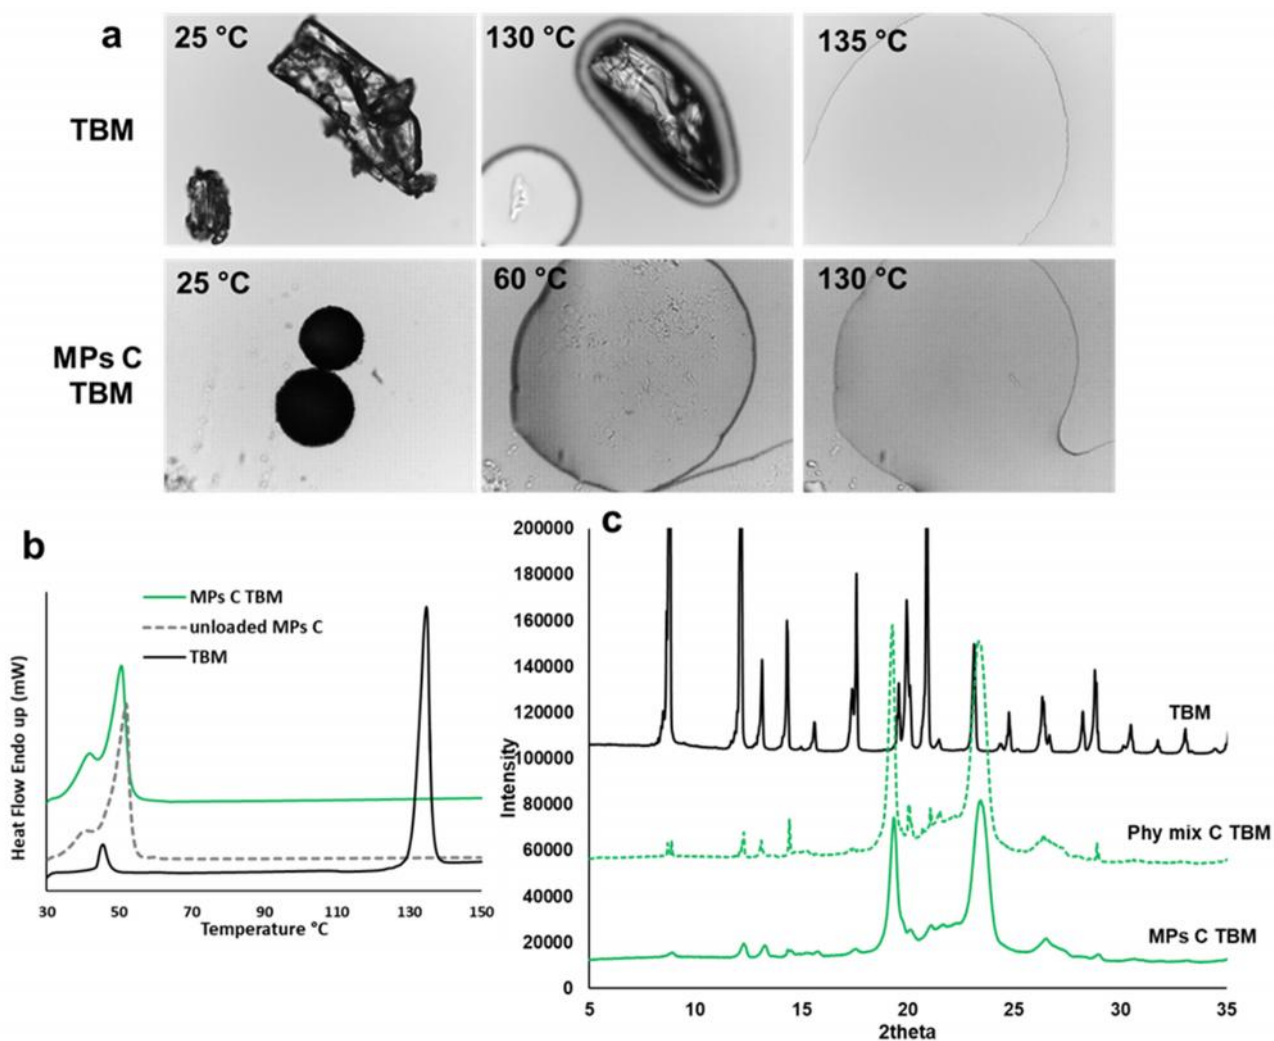 a
25 °C
130 °C
135 °C
TBM
25 °C
60 °C
130 °C
MPs C
TBM
b
MPs C TBM
unloaded MPs C
TBM
Heat Flow Endo up (mW)
30
50
70
90
110
130
150
Temperature °C
c
200000
180000
160000
140000
120000
100000
80000
60000
40000
20000
0
Intensity
TBM
Phy mix C TBM
MPs C TBM
5
10
15
20
25
30
35
2theta